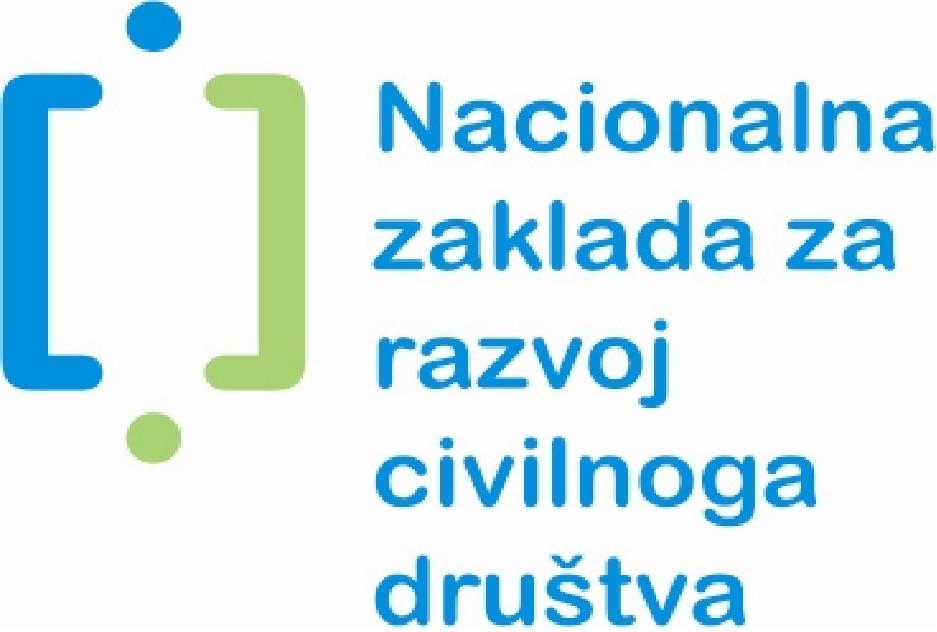 Nacionalna
zaklada za
razvoj
civilnoga
društva